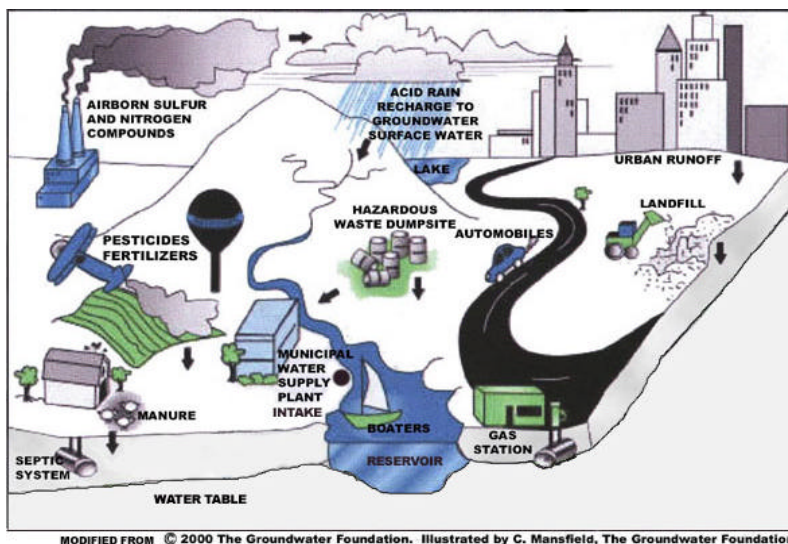 AIRBORN SULFUR
AND NITROGEN
COMPOUNDS
ACID RAIN
RECHARGE TO
GROUNDWATER
SURFACE WATER
URBAN RUNOFF
LAKE
LANDFILL
HAZARDOUS
WASTE DUMPSITE
AUTOMOBILES
PESTICIDES
FERTILIZERS
MUNICIPAL
WATER
SUPPLY
PLANT
INTAKE
MANURE
BOATERS
GAS
STATION
RESERVOIR
SEPTIC
SYSTEM
WATER TABLE
MODIFIED FROM © 2000 The Groundwater Foundation. Illustrated by C. Mansfield, The Groundwater Foundation